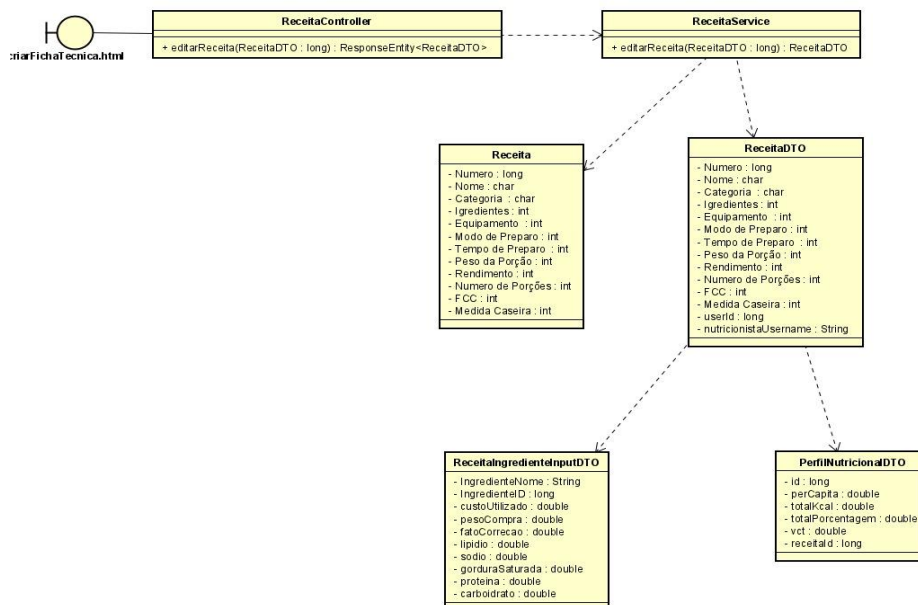 ReceitaController
+ editarReceita(ReceitaDTO : long) : ResponseEntity<ReceitaDTO>
ReceitaService
+ editarReceita(ReceitaDTO : long) : ReceitaDTO
criarFichaTecnica.html
Receita
- Numero : long
- Nome : char
- Categoria : char
- Igredientes : int
- Equipamento : int
- Modo de Preparo : int
- Tempo de Preparo : int
- Peso da Porção : int
- Rendimento : int
- Numero de Porções : int
- FCC : int
- Medida Caseira : int
ReceitaDTO
- Numero : long
- Nome : char
- Categoria : char
- Igredientes : int
- Equipamento : int
- Modo de Preparo : int
- Tempo de Preparo : int
- Peso da Porção : int
- Rendimento : int
- Numero de Porções : int
- FCC : int
- Medida Caseira : int
- userId : long
- nutricionistaUsername : String
ReceitaIngredienteInputDTO
- IngredienteNome : String
- IngredienteID : long
- custoUtilizado : double
- pesoCompra : double
- fatoCorrecao : double
- lipidio : double
- sodio : double
- gorduraSaturada : double
- proteina : double
- carboidrato : double
PerfilNutricionalDTO
- id : long
- perCapita : double
- totalKcal : double
- totalPorcentagem : double
- vct : double
- receitaId : long